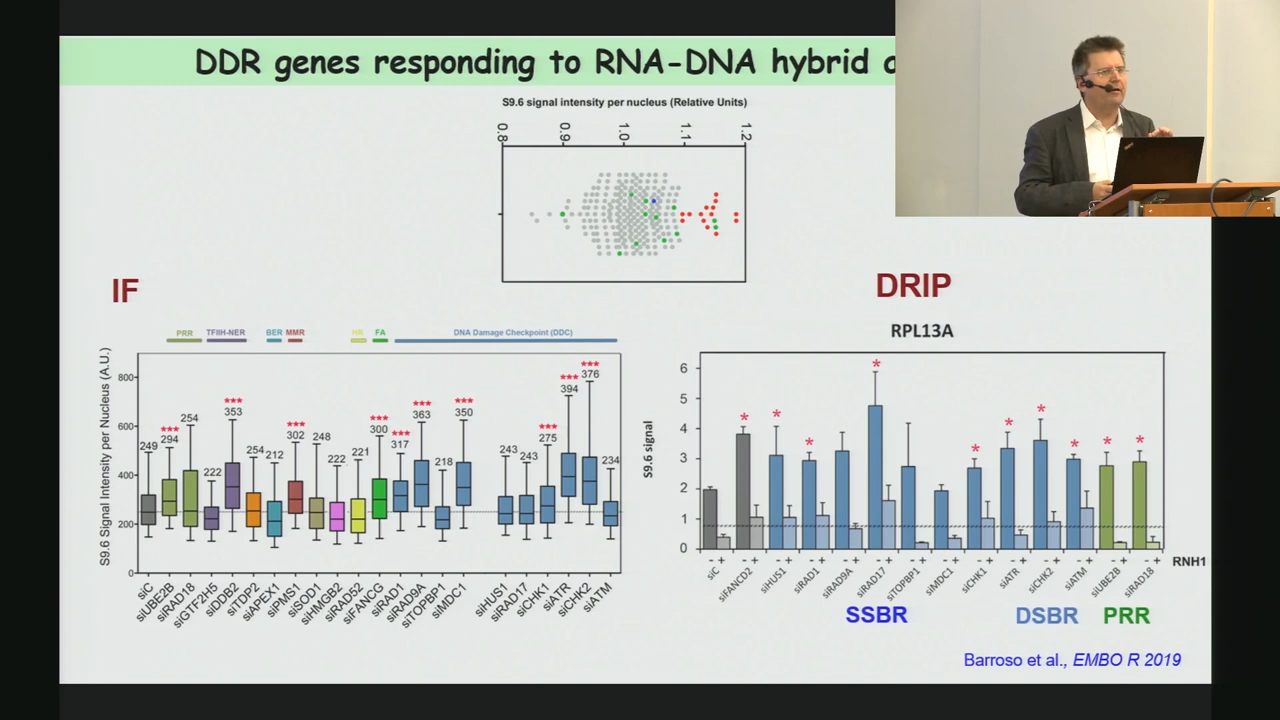 DDR genes responding to RNA-DNA hybrid
S9.6 signal intensity per nucleus (Relative Units)
0.8 0.9 1.0 1.1 1.2
IF
DRIP
RPL13A
PRR TFIIH-NER BER MMR HR FA DNA Damage Checkpoint (DDC)
S9.6 Signal Intensity per Nucleus (A.U.)
800
600
400
200
0
249 *** 294 254 222 *** 353 254 212 *** 302 248 222 221 *** 300 *** 317 *** 363 218 *** 350 243 243 *** 275 *** 394 *** 376 234
siC siUBE2B siRAD18 siGTF2H5 siDDB2 siTDP2 siAPEX1 siPMS1 siSOD1 siHMGB2 siRAD52 siFANCG siRAD1 siRAD9A siTOPBP1 siMDC1 siHUS1 siRAD17 siCHK1 siATR siCHK2 siATM
S9.6 signal
6
5
4
3
2
1
0
* * * * * * * * * *
- + - + - + - + - + - + - + - + - + - + - + - + - + - + RNH1
siC siFANCD2 siHUS1 siRAD1 siRAD9A siRAD17 siTOPBP1 siMDC1 siCHK1 siATR siCHK2 siATM siUBE2B siRAD18
SSBR DSBR PRR
Barroso et al., EMBO R 2019